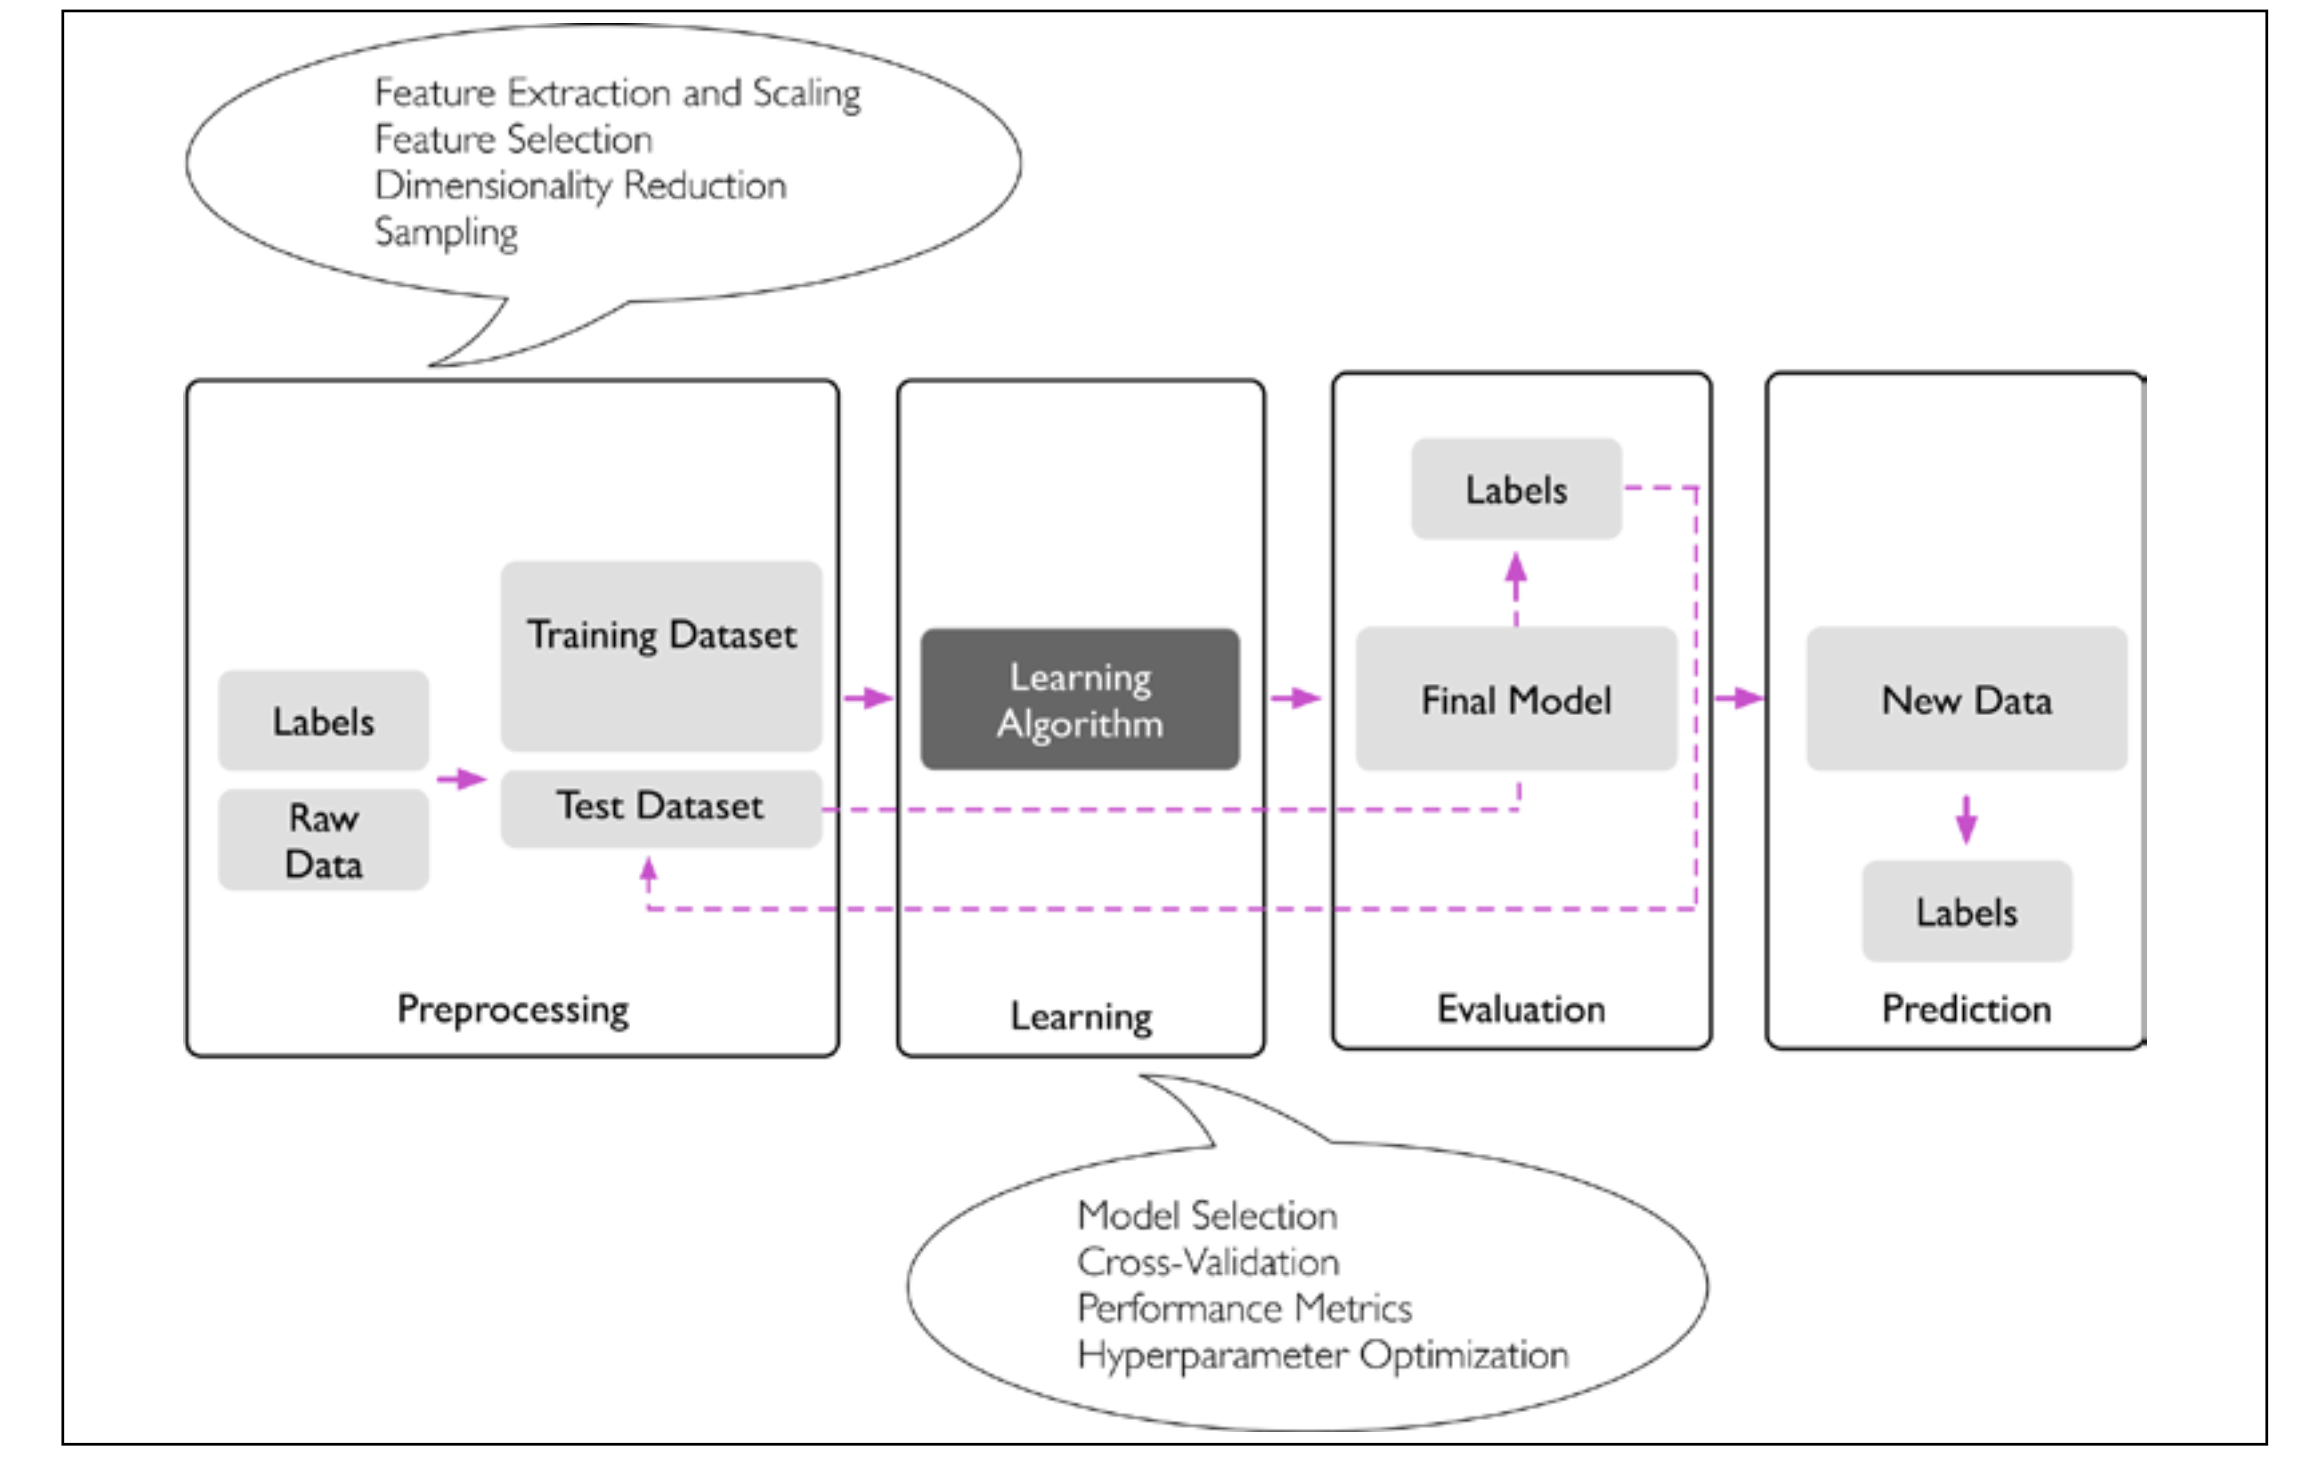 Feature Extraction and Scaling
Feature Selection
Dimensionality Reduction
Sampling
Labels
Raw
Data
Training Dataset
Test Dataset
Preprocessing
Learning
Algorithm
Learning
Labels
Final Model
Evaluation
New Data
Labels
Prediction
Model Selection
Cross-Validation
Performance Metrics
Hyperparameter Optimization